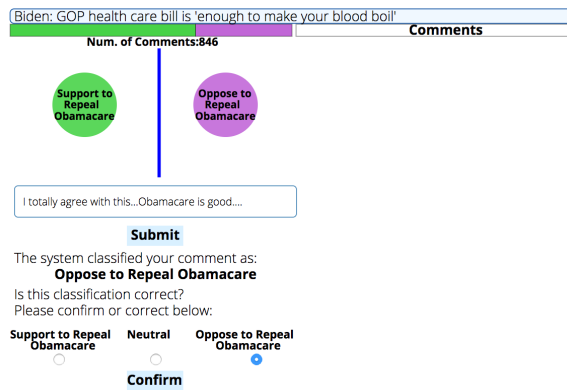 Biden: GOP health care bill is 'enough to make your blood boil'
Comments
Num. of Comments:846
Support to
Repeal
Obamacare
Oppose to
Repeal
Obamacare
I totally agree with this...Obamacare is good....
Submit
The system classified your comment as:
Oppose to Repeal Obamacare
Is this classification correct?
Please confirm or correct below:
Support to Repeal
Obamacare
Neutral
Oppose to Repeal
Obamacare
Confirm